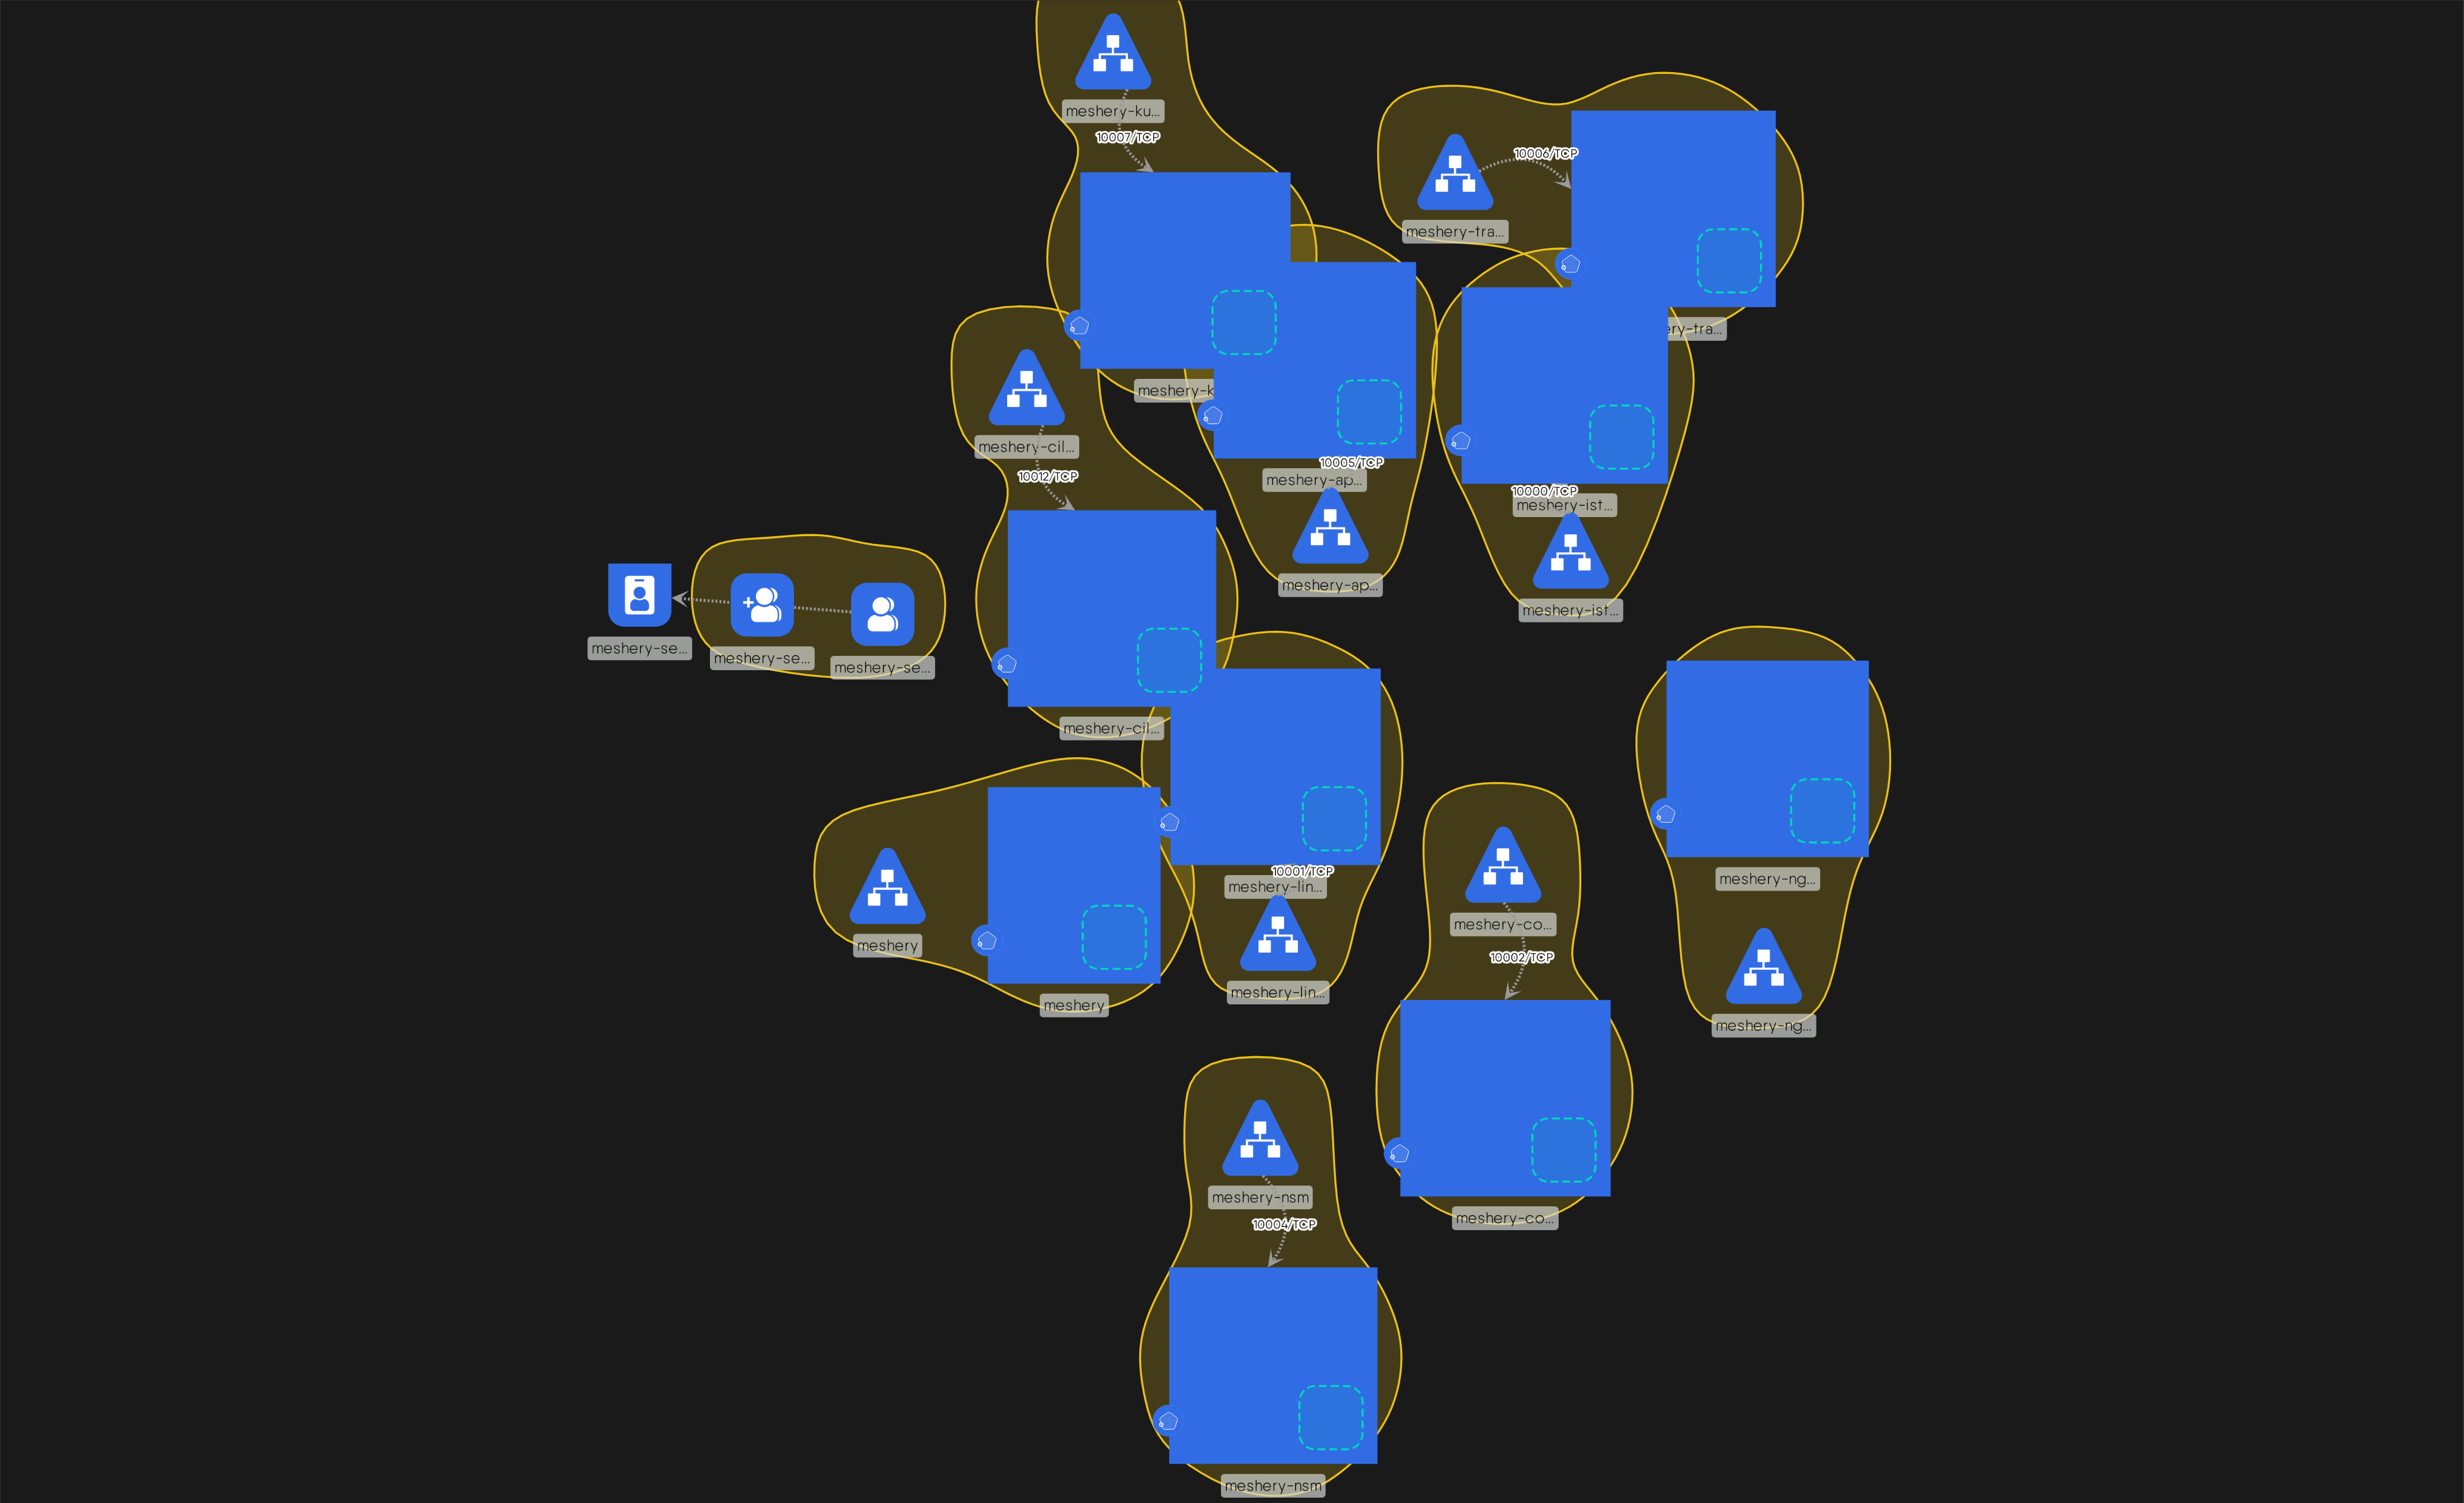 meshery-ku...
10007/TCP
10006/TCP
meshery-tra...
ery-tra...
meshery-k
meshery-cil...
10012/TCP
10005/TCP
meshery-ap...
meshery-ap...
10000/TCP
meshery-ist...
meshery-ist...
meshery-se...
meshery-se...
meshery-se...
meshery-cil...
meshery
meshery
10001/TCP
meshery-lin...
meshery-lin...
meshery-co...
10002/TCP
meshery-co...
meshery-ng...
meshery-ng...
meshery-nsm
10004/TCP
meshery-nsm